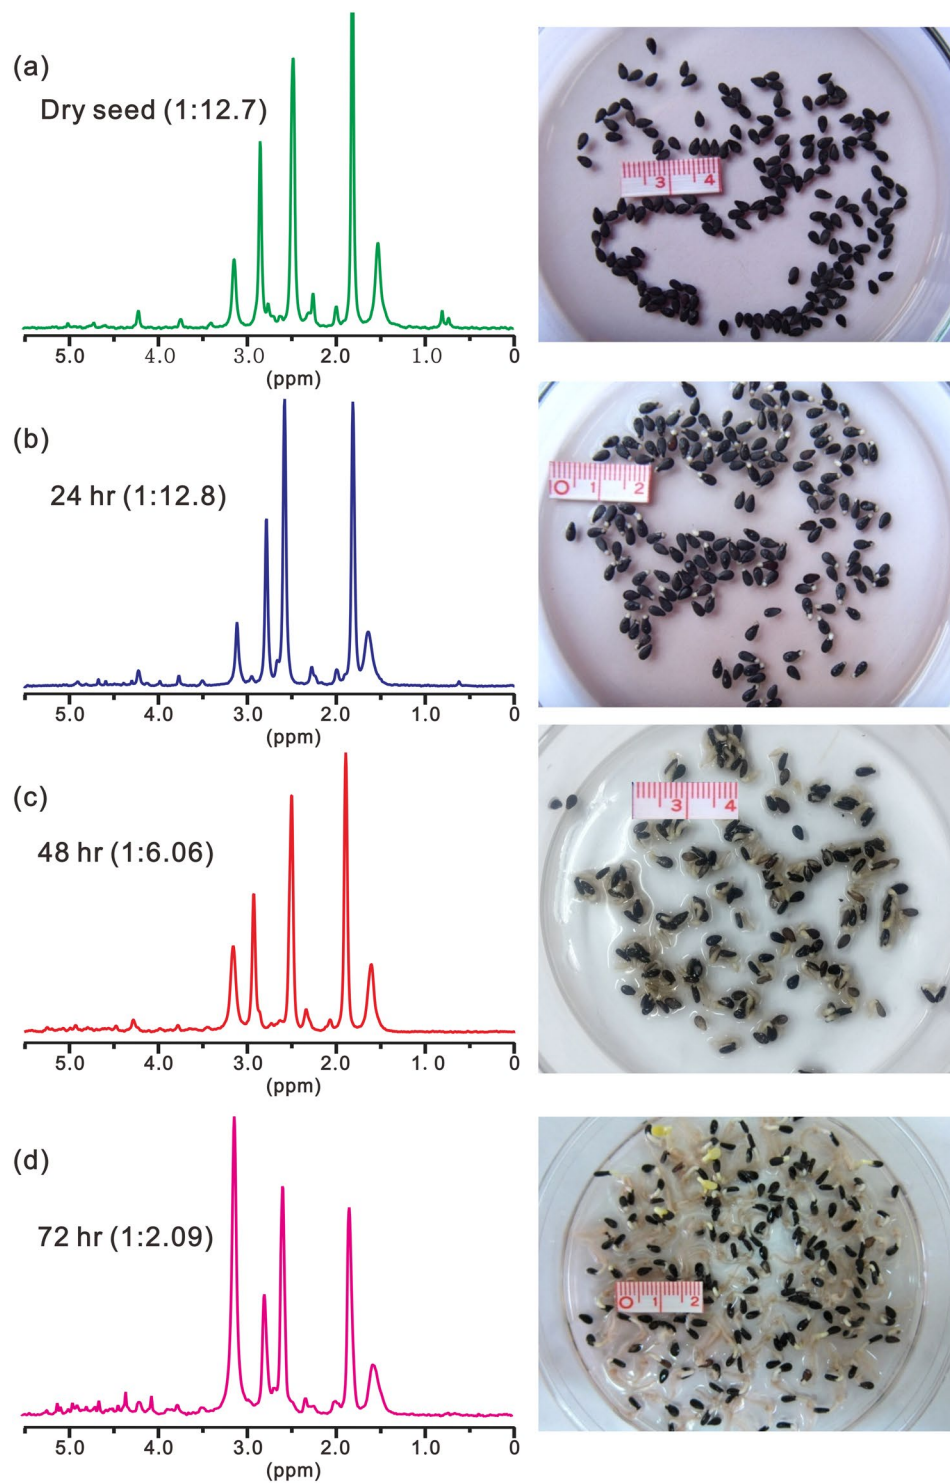 (a)
Dry seed (1:12.7)
5.0 4.0 3.0 2.0 1.0 0
(ppm)
3 4
(b)
24 hr (1:12.8)
5.0 4.0 3.0 2.0 1.0 0
(ppm)
0 1 2
(c)
48 hr (1:6.06)
5.0 4.0 3.0 2.0 1. 0 0
(ppm)
3 4
(d)
72 hr (1:2.09)
5.0 4.0 3.0 2.0 1.0 0
(ppm)
0 1 2